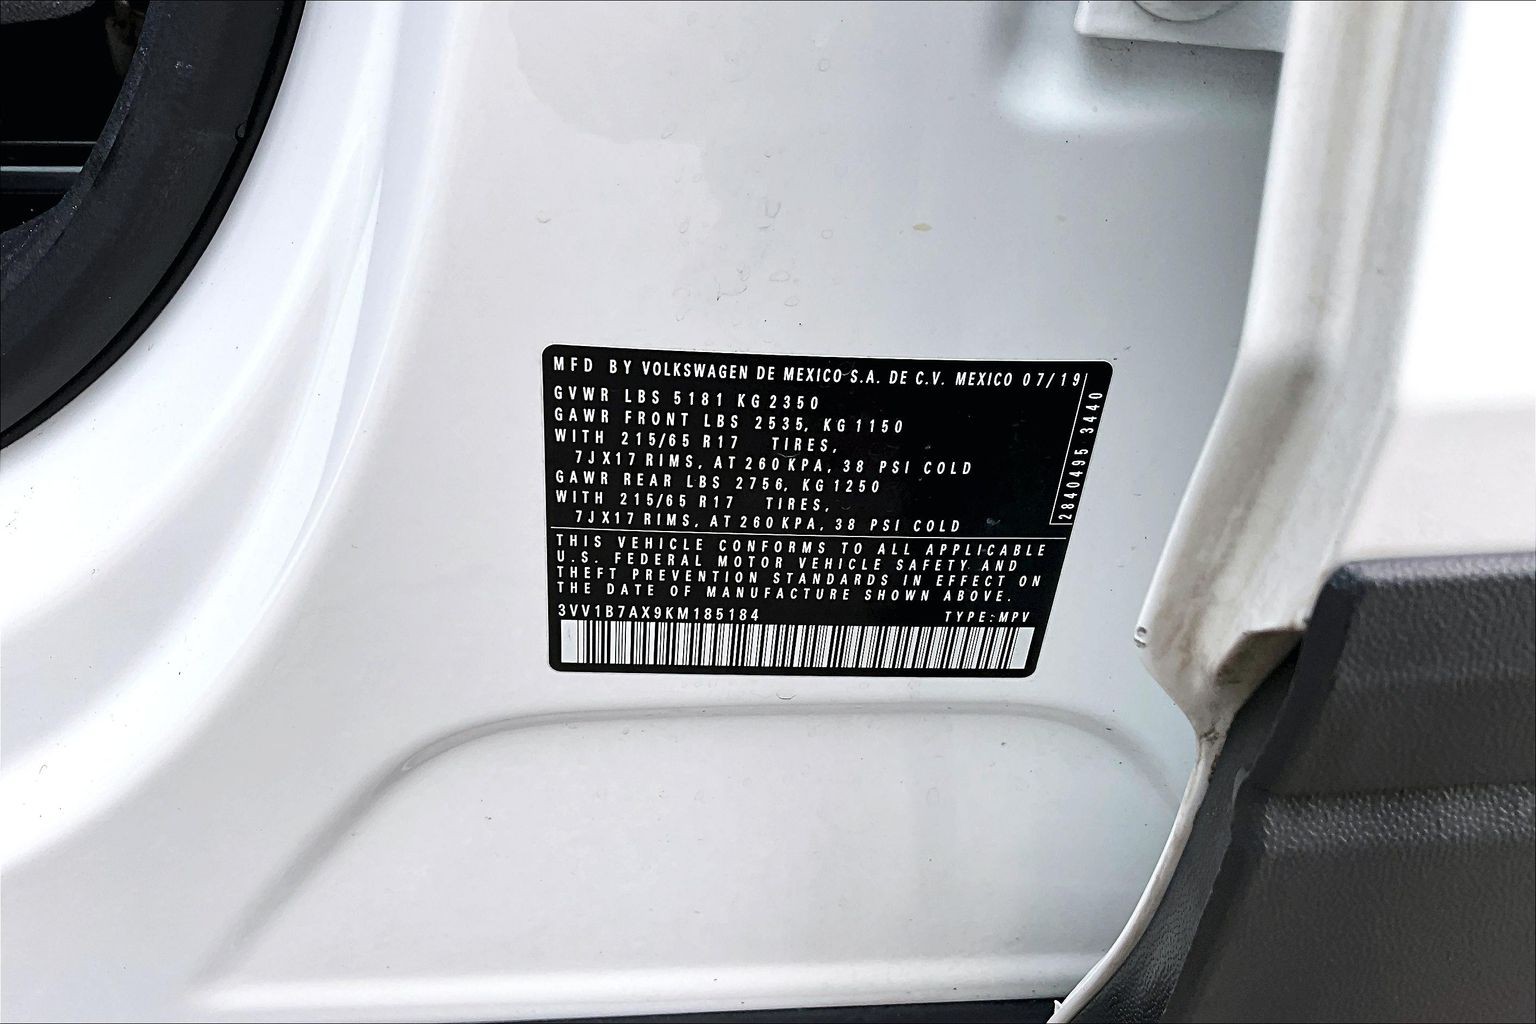 MFD BY VOLKSWAGEN DE MEXICO S.A. DE C.V. MEXICO 07/19
GVWR LBS 5181 KG 2350
GAWR FRONT LBS 2535, KG 1150
WITH 215/65 R17 TIRES,
7JX17 RIMS, AT 260 KPA, 38 PSI COLD
GAWR REAR LBS 2756, KG 1250
WITH 215/65 R17 TIRES,
7JX17 RIMS, AT 260 KPA, 38 PSI COLD
2840495 3440
THIS VEHICLE CONFORMS TO ALL APPLICABLE
U.S. FEDERAL MOTOR VEHICLE SAFETY AND
THEFT PREVENTION STANDARDS IN EFFECT ON
THE DATE OF MANUFACTURE SHOWN ABOVE.
3VV1B7AX9KM185184 TYPE:MPV